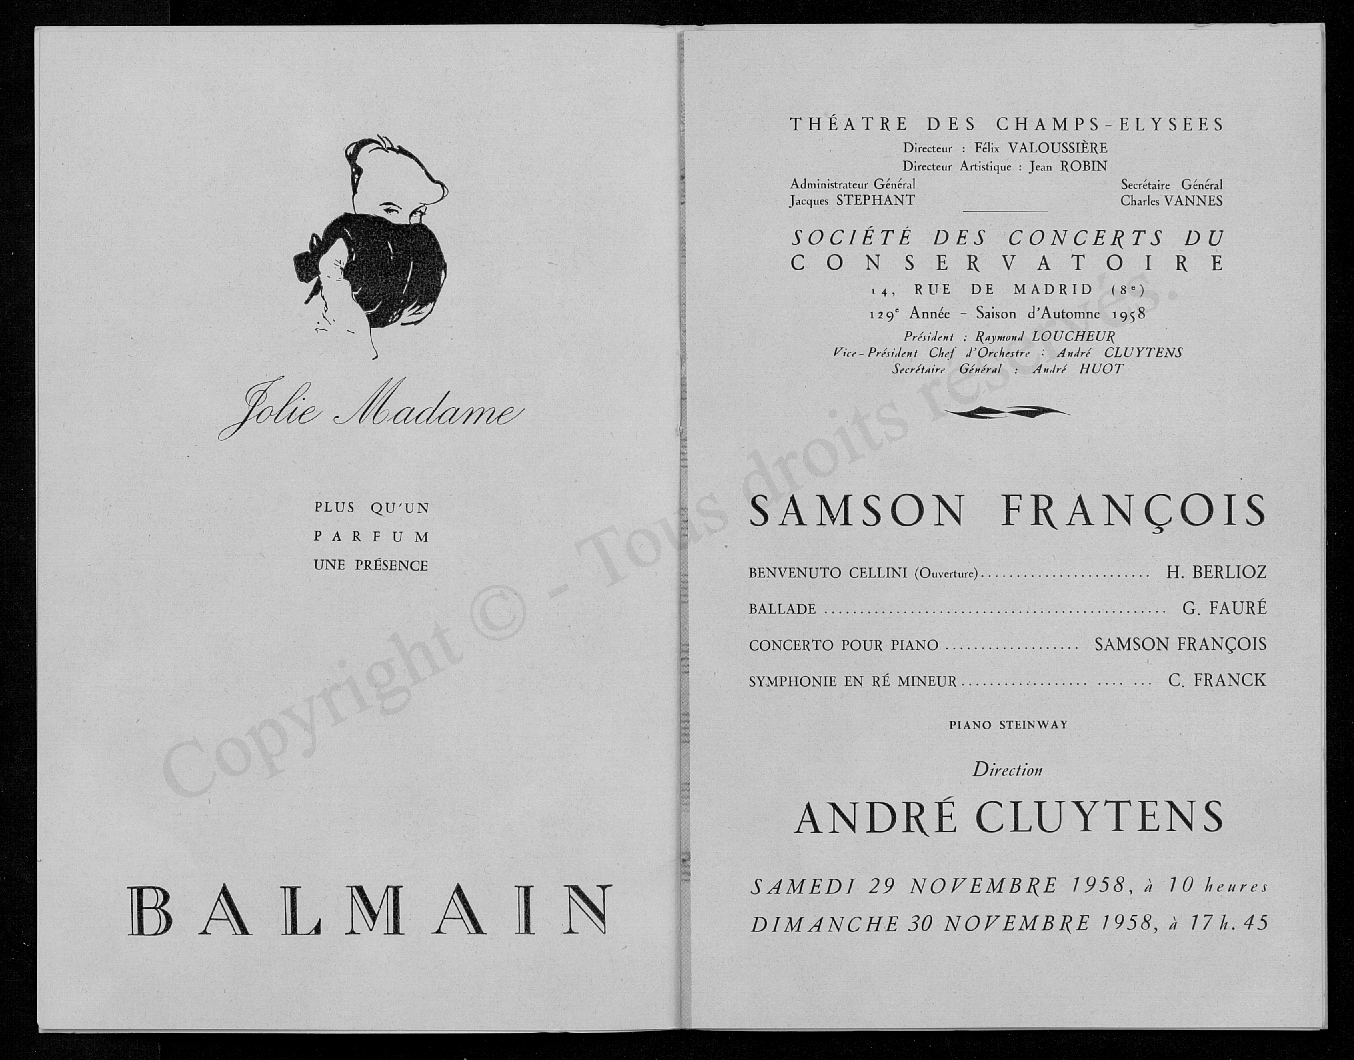 Jolie Madame
PLUS QU'UN
PARFUM
UNE PRÉSENCE
BALMAIN
THÉATRE DES CHAMPS-ELYSEES
Directeur : Félix VALOUSSIÈRE
Directeur Artistique : Jean ROBIN
Administrateur Général Secrétaire Général
Jacques STEPHANT Charles VANNES
SOCIÉTÉ DES CONCERTS DU
CONSERVATOIRE
14, RUE DE MADRID (8e)
129e Année - Saison d'Automne 1958
Président : Raymond LOUCHEUR
Vice-Président Chef d'Orchestre : André CLUYTENS
Secrétaire Général : André HUOT
SAMSON FRANÇOIS
BENVENUTO CELLINI (Ouverture)........................ H. BERLIOZ
BALLADE ................................................ G. FAURÉ
CONCERTO POUR PIANO ................... SAMSON FRANÇOIS
SYMPHONIE EN RÉ MINEUR.................. .... ... C. FRANCK
PIANO STEINWAY
Direction
ANDRÉ CLUYTENS
SAMEDI 29 NOVEMBRE 1958, à 10 heures
DIMANCHE 30 NOVEMBRE 1958, à 17 h. 45
Copyright © - Tous droits réservés.